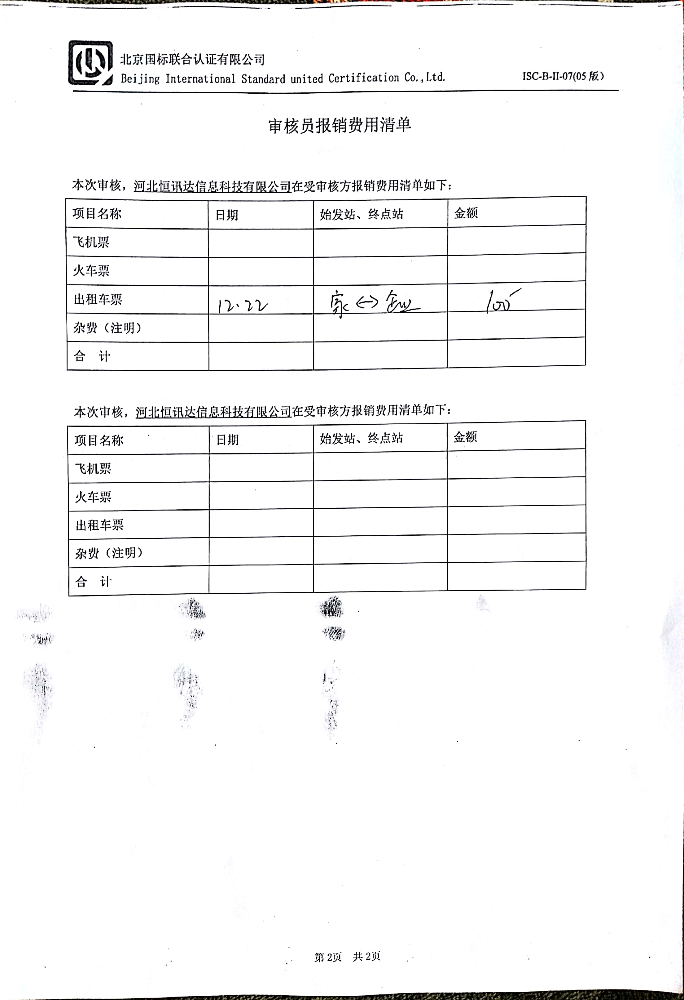 北京国标联合认证有限公司
Beijing International Standard united Certification Co.,Ltd.
ISC-B-II-07(05版)
审核员报销费用清单
本次审核，河北恒讯达信息科技有限公司在受审核方报销费用清单如下：
项目名称 日期 始发站、终点站 金额
飞机票
火车票
出租车票 12.22 家↔企业 100
杂费（注明）
合 计
本次审核，河北恒讯达信息科技有限公司在受审核方报销费用清单如下：
项目名称 日期 始发站、终点站 金额
飞机票
火车票
出租车票
杂费（注明）
合 计
第2页 共2页